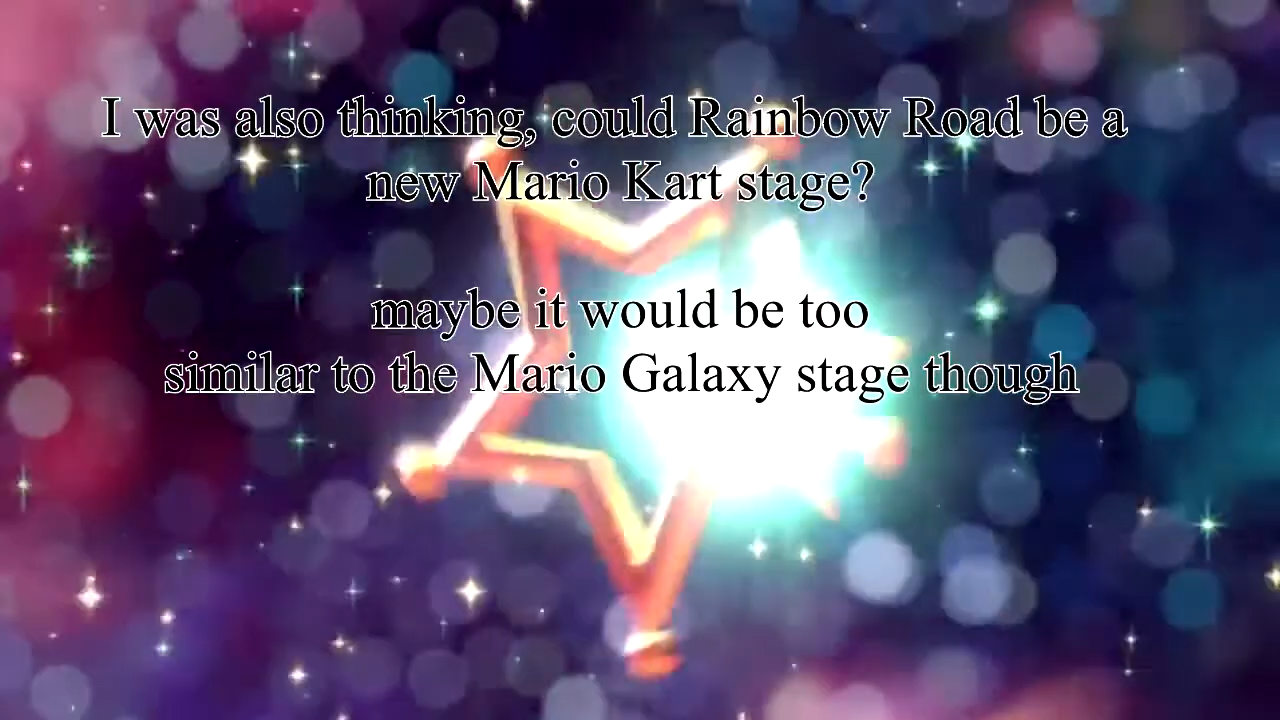 I was also thinking, could Rainbow Road be a
new Mario Kart stage?
maybe it would be too
similar to the Mario Galaxy stage though